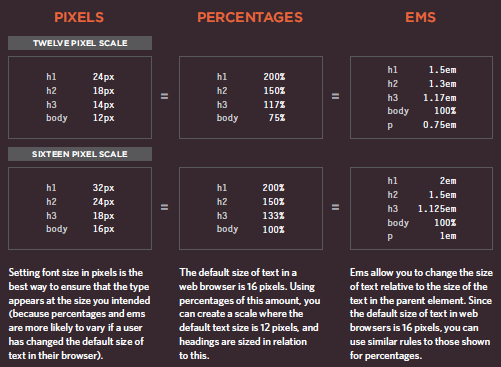 PIXELS
PERCENTAGES
EMS
TWELVE PIXEL SCALE
h1 24px
h2 18px
h3 14px
body 12px
=
h1 200%
h2 150%
h3 117%
body 75%
=
h1 1.5em
h2 1.3em
h3 1.17em
body 100%
p 0.75em
SIXTEEN PIXEL SCALE
h1 32px
h2 24px
h3 18px
body 16px
=
h1 200%
h2 150%
h3 133%
body 100%
=
h1 2em
h2 1.5em
h3 1.125em
body 100%
p 1em
Setting font size in pixels is the
best way to ensure that the type
appears at the size you intended
(because percentages and ems
are more likely to vary if a user
has changed the default size of
text in their browser).
The default size of text in a
web browser is 16 pixels. Using
percentages of this amount, you
can create a scale where the
default text size is 12 pixels, and
headings are sized in relation
to this.
Ems allow you to change the size
of text relative to the size of the
text in the parent element. Since
the default size of text in web
browsers is 16 pixels, you can
use similar rules to those shown
for percentages.